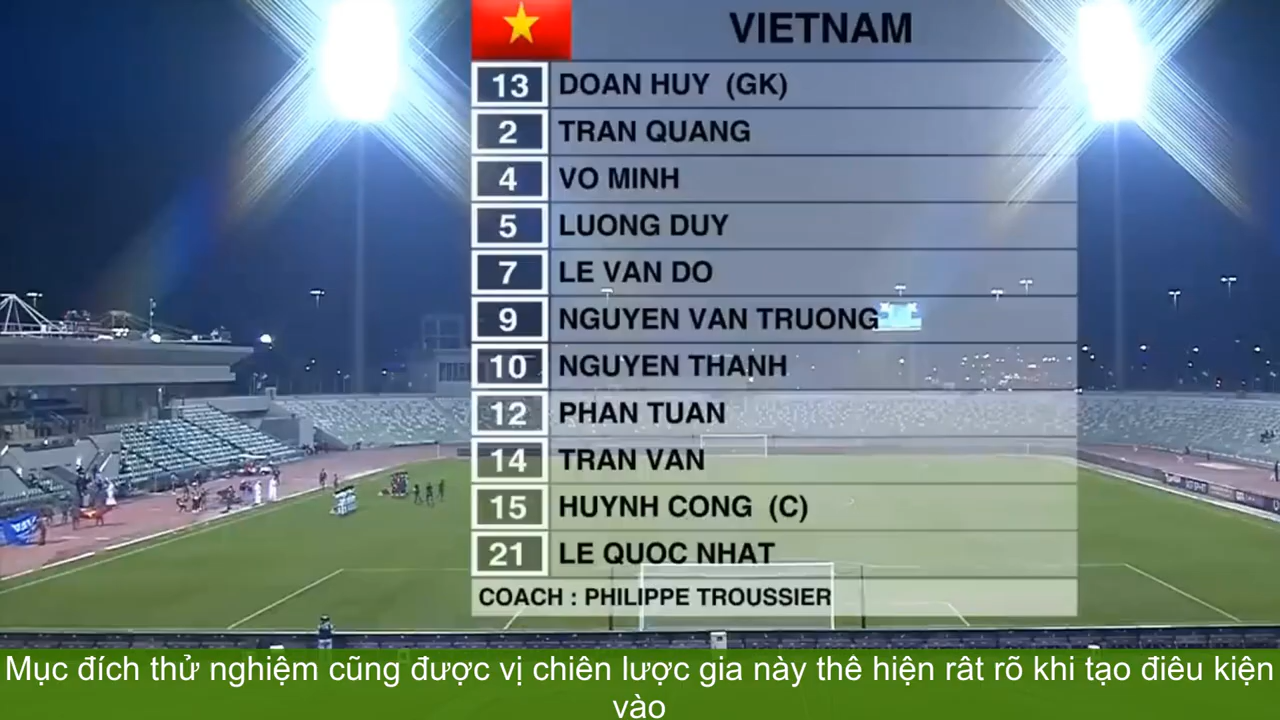 VIETNAM
13 DOAN HUY (GK)
2 TRAN QUANG
4 VO MINH
5 LUONG DUY
7 LE VAN DO
9 NGUYEN VAN TRUONG
10 NGUYEN THANH
12 PHAN TUAN
14 TRAN VAN
15 HUYNH CONG (C)
21 LE QUOC NHAT
COACH : PHILIPPE TROUSSIER
Mục đích thử nghiệm cũng được vị chiên lược gia này thê hiện rât rõ khi tạo điêu kiện
vào